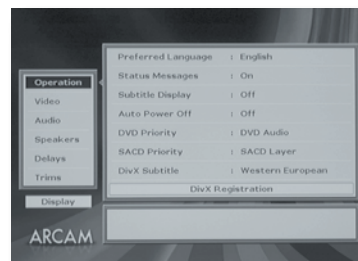 Operation
Video
Audio
Speakers
Delays
Trims
Display
Preferred Language : English
Status Messages : On
Subtitle Display : Off
Auto Power Off : Off
DVD Priority : DVD Audio
SACD Priority : SACD Layer
DivX Subtitle : Western European
DivX Registration
ARCAM